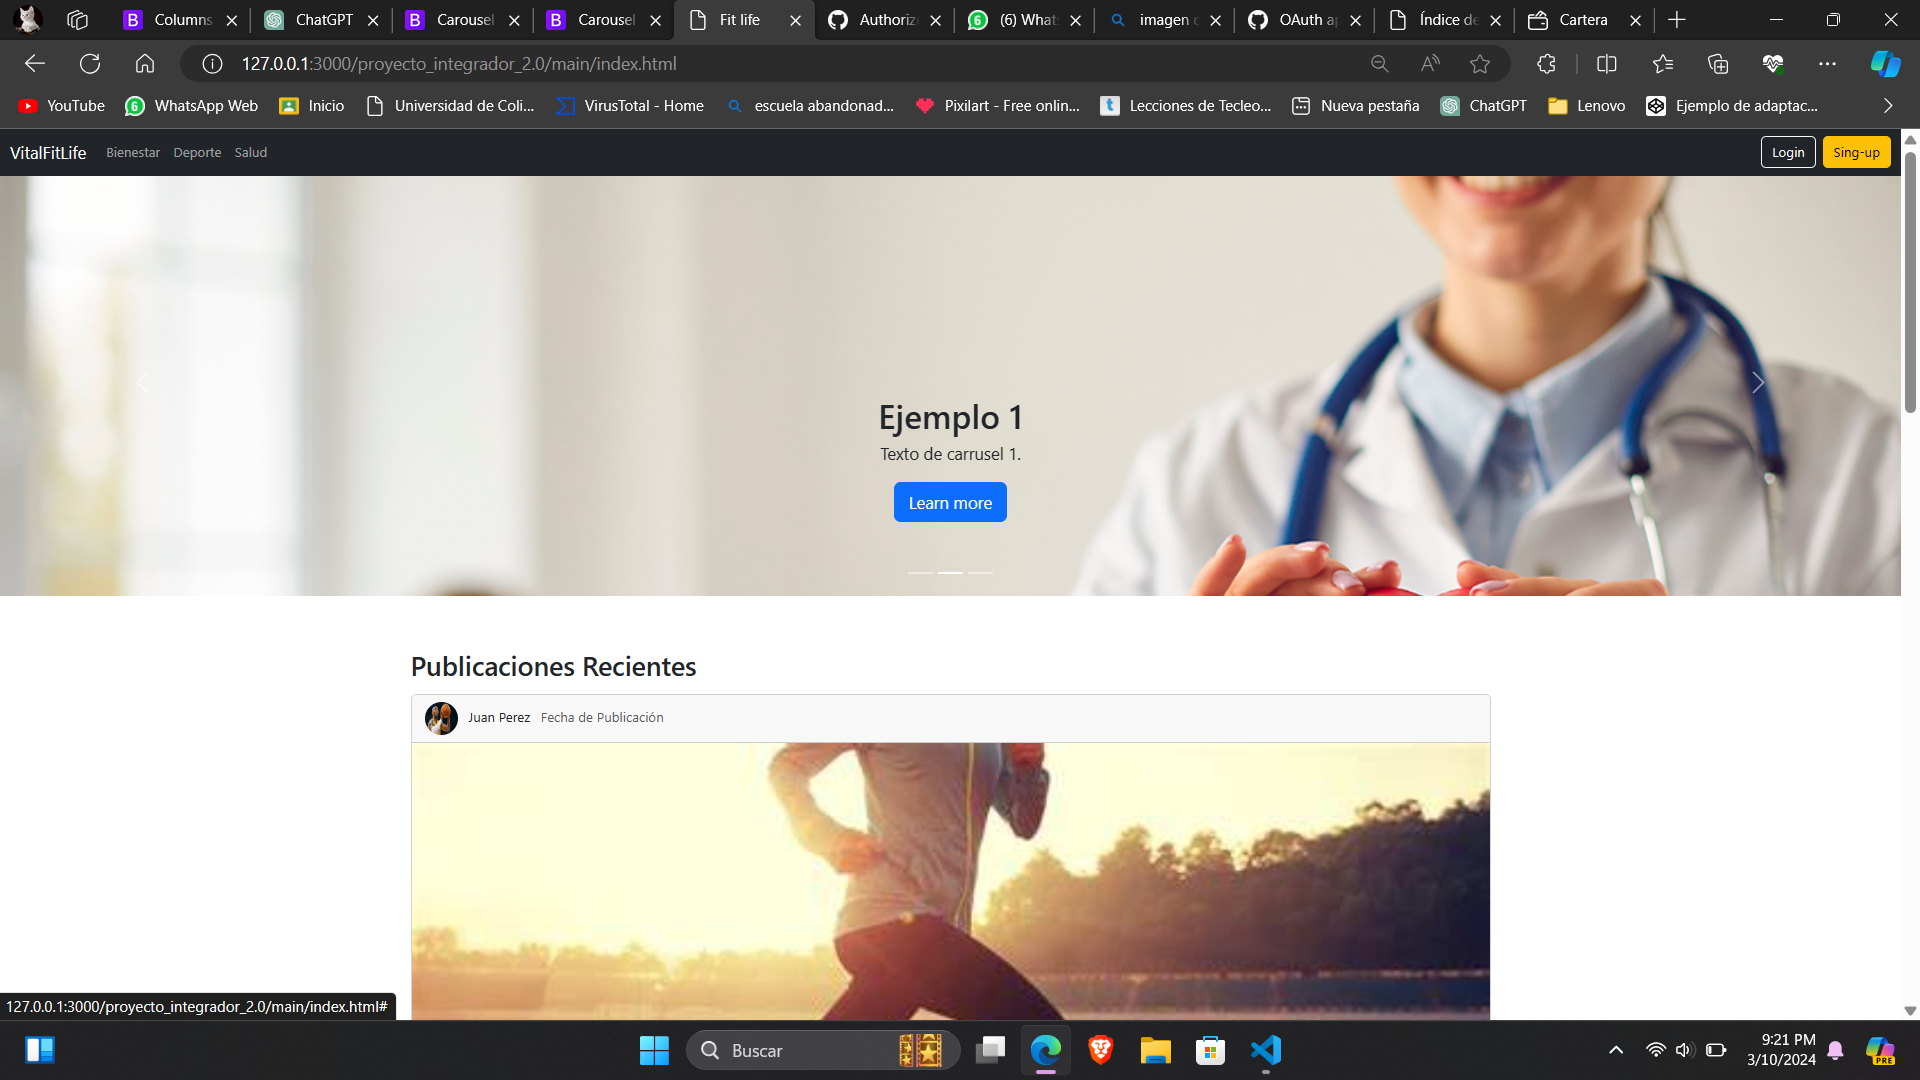 Columns
ChatGPT
Carousel
Carousel
Fit life
Authoriz
(6) Whats
imagen
OAuth a
Índice de
Cartera
127.0.0.1:3000/proyecto_integrador_2.0/main/index.html
YouTube
6 WhatsApp Web
Inicio
Universidad de Coli...
VirusTotal - Home
escuela abandonad...
Pixilart - Free onlin...
Lecciones de Tecleo...
Nueva pestaña
ChatGPT
Lenovo
Ejemplo de adaptac...
VitalFitLife
Bienestar
Deporte
Salud
Login
Sing-up
Ejemplo 1
Texto de carrusel 1.
Learn more
Publicaciones Recientes
Juan Perez Fecha de Publicación
127.0.0.1:3000/proyecto_integrador_2.0/main/index.html#
Buscar
9:21 PM
3/10/2024
PRE